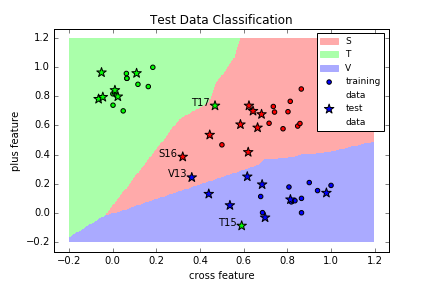 Test Data Classification
1.2
1.0
0.8
0.6
0.4
0.2
0.0
−0.2
plus feature
S
T
V
training
data
test
data
T17
S16
V13
T15
−0.2 0.0 0.2 0.4 0.6 0.8 1.0 1.2
cross feature